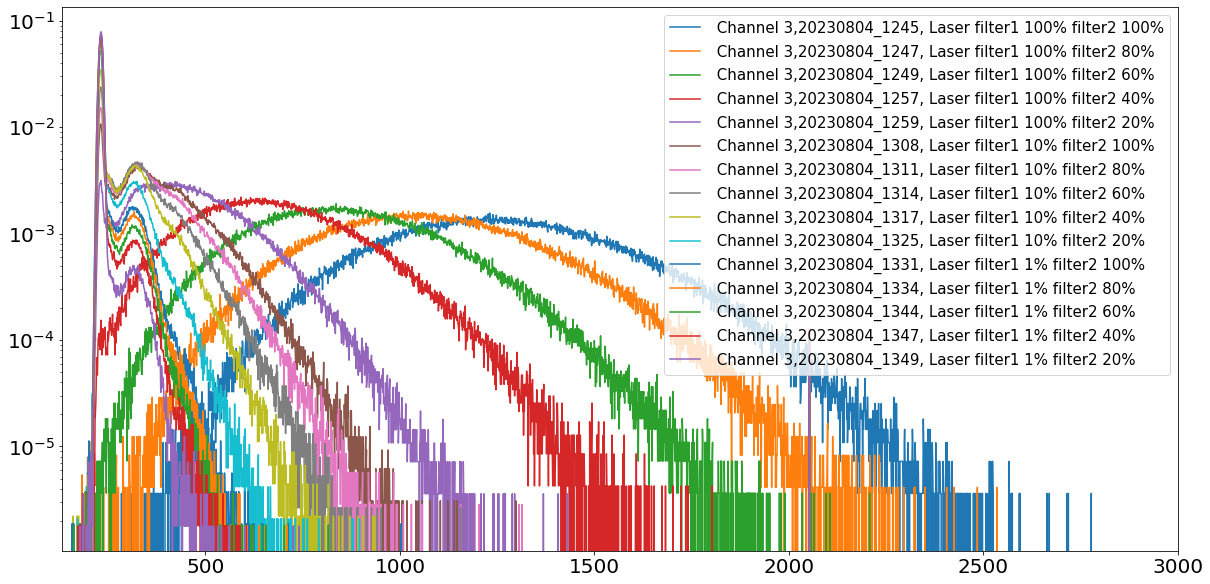 10⁻¹
10⁻²
10⁻³
10⁻⁴
10⁻⁵
Channel 3,20230804_1245, Laser filter1 100% filter2 100%
Channel 3,20230804_1247, Laser filter1 100% filter2 80%
Channel 3,20230804_1249, Laser filter1 100% filter2 60%
Channel 3,20230804_1257, Laser filter1 100% filter2 40%
Channel 3,20230804_1259, Laser filter1 100% filter2 20%
Channel 3,20230804_1308, Laser filter1 10% filter2 100%
Channel 3,20230804_1311, Laser filter1 10% filter2 80%
Channel 3,20230804_1314, Laser filter1 10% filter2 60%
Channel 3,20230804_1317, Laser filter1 10% filter2 40%
Channel 3,20230804_1325, Laser filter1 10% filter2 20%
Channel 3,20230804_1331, Laser filter1 1% filter2 100%
Channel 3,20230804_1334, Laser filter1 1% filter2 80%
Channel 3,20230804_1344, Laser filter1 1% filter2 60%
Channel 3,20230804_1347, Laser filter1 1% filter2 40%
Channel 3,20230804_1349, Laser filter1 1% filter2 20%
500 1000 1500 2000 2500 3000